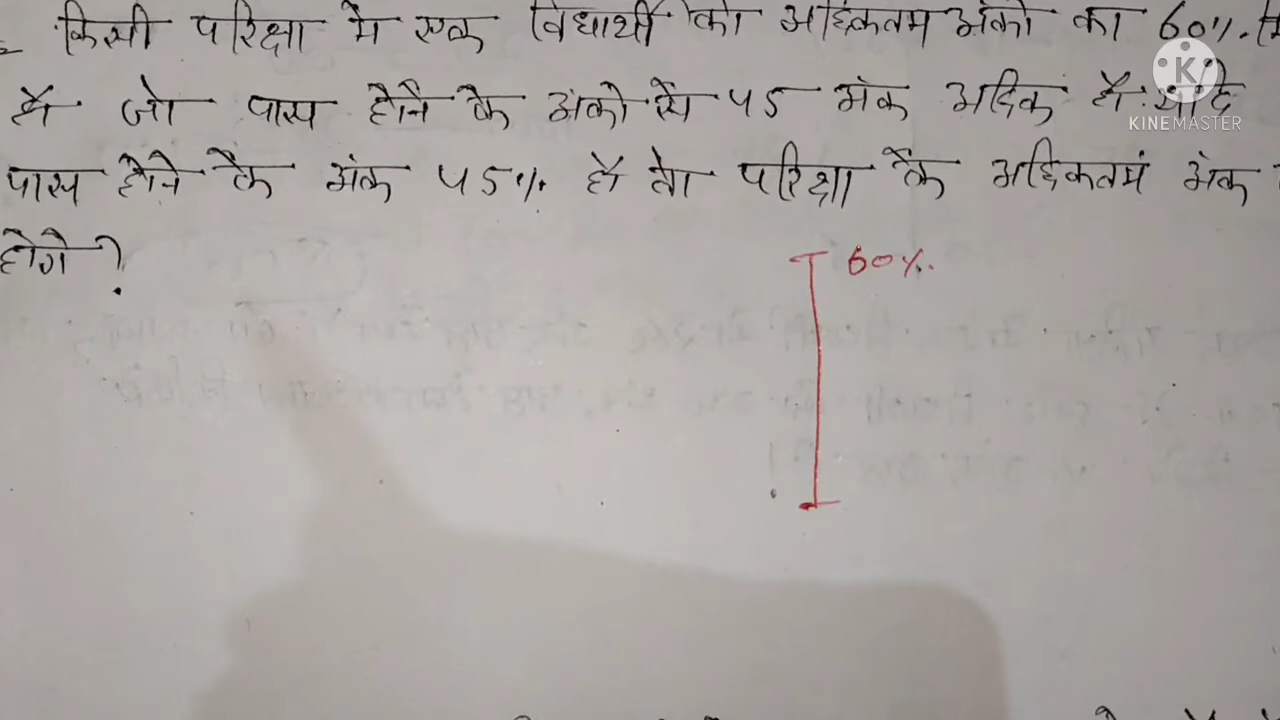 किसी परिक्षा मे एक विधार्थी को अधिकतम अंको का 60%
है जो पास होने के अंको से 45 अंक अधिक है यदि
पास होने के अंक 45% है तो परिक्षा के अधिकतम अंक
होगे ?
60%
K
KINEMASTER